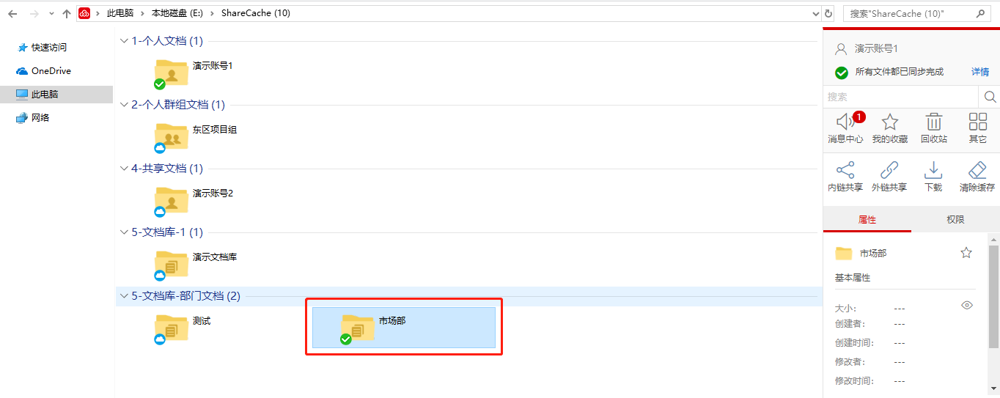 此电脑 > 本地磁盘 (E:) > ShareCache (10)
搜索"ShareCache (10)"
快速访问
OneDrive
此电脑
网络
1-个人文档 (1)
演示账号1
2-个人群组文档 (1)
东区项目组
4-共享文档 (1)
演示账号2
5-文档库-1 (1)
演示文档库
5-文档库-部门文档 (2)
测试
市场部
演示账号1
所有文件都已同步完成 详情
搜索
1
消息中心 我的收藏 回收站 其它
内链共享 外链共享 下载 清除缓存
属性 权限
市场部
基本属性
大小: ---
创建者: ---
创建时间: ---
修改者: ---
修改时间: ---